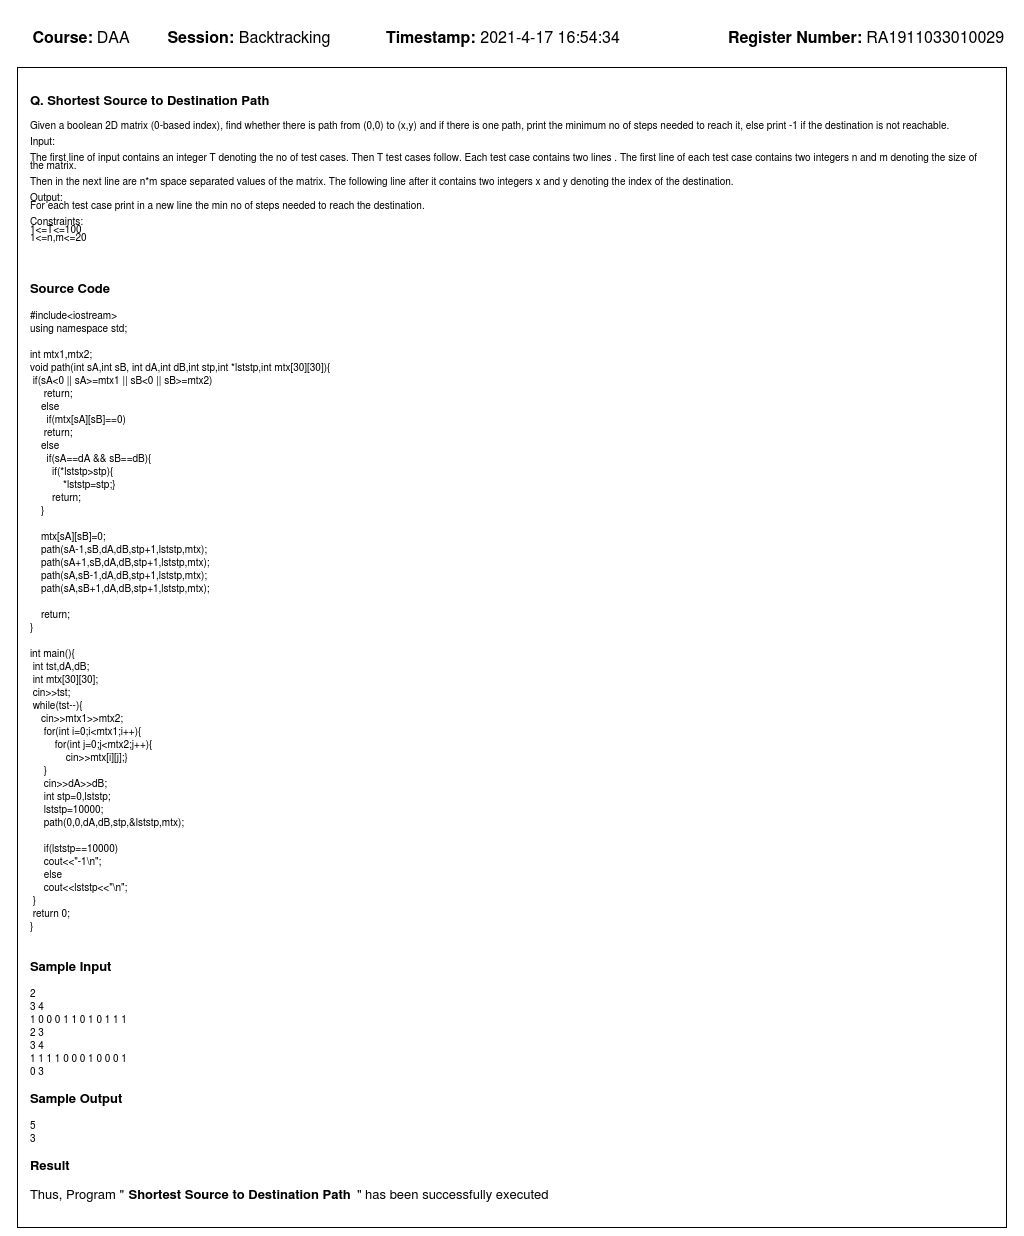 Course: DAA Session: Backtracking Timestamp: 2021-4-17 16:54:34 Register Number: RA1911033010029
Q. Shortest Source to Destination Path
Given a boolean 2D matrix (0-based index), find whether there is path from (0,0) to (x,y) and if there is one path, print the minimum no of steps needed to reach it, else print -1 if the destination is not reachable.
Input:
The first line of input contains an integer T denoting the no of test cases. Then T test cases follow. Each test case contains two lines . The first line of each test case contains two integers n and m denoting the size of
the matrix.
Then in the next line are n*m space separated values of the matrix. The following line after it contains two integers x and y denoting the index of the destination.
Output:
For each test case print in a new line the min no of steps needed to reach the destination.
Constraints:
1<=T<=100
1<=n,m<=20
Source Code
#include<iostream>
using namespace std;
int mtx1,mtx2;
void path(int sA,int sB, int dA,int dB,int stp,int *lststp,int mtx[30][30]){
if(sA<0 || sA>=mtx1 || sB<0 || sB>=mtx2)
return;
else
if(mtx[sA][sB]==0)
return;
else
if(sA==dA && sB==dB){
if(*lststp>stp){
*lststp=stp;}
return;
}
mtx[sA][sB]=0;
path(sA-1,sB,dA,dB,stp+1,lststp,mtx);
path(sA+1,sB,dA,dB,stp+1,lststp,mtx);
path(sA,sB-1,dA,dB,stp+1,lststp,mtx);
path(sA,sB+1,dA,dB,stp+1,lststp,mtx);
return;
}
int main(){
int tst,dA,dB;
int mtx[30][30];
cin>>tst;
while(tst--){
cin>>mtx1>>mtx2;
for(int i=0;i<mtx1;i++){
for(int j=0;j<mtx2;j++){
cin>>mtx[i][j];}
}
cin>>dA>>dB;
int stp=0,lststp;
lststp=10000;
path(0,0,dA,dB,stp,&lststp,mtx);
if(lststp==10000)
cout<<"-1\n";
else
cout<<lststp<<"\n";
}
return 0;
}
Sample Input
2
3 4
1 0 0 0 1 1 0 1 0 1 1 1
2 3
3 4
1 1 1 1 0 0 0 1 0 0 0 1
0 3
Sample Output
5
3
Result
Thus, Program " Shortest Source to Destination Path " has been successfully executed